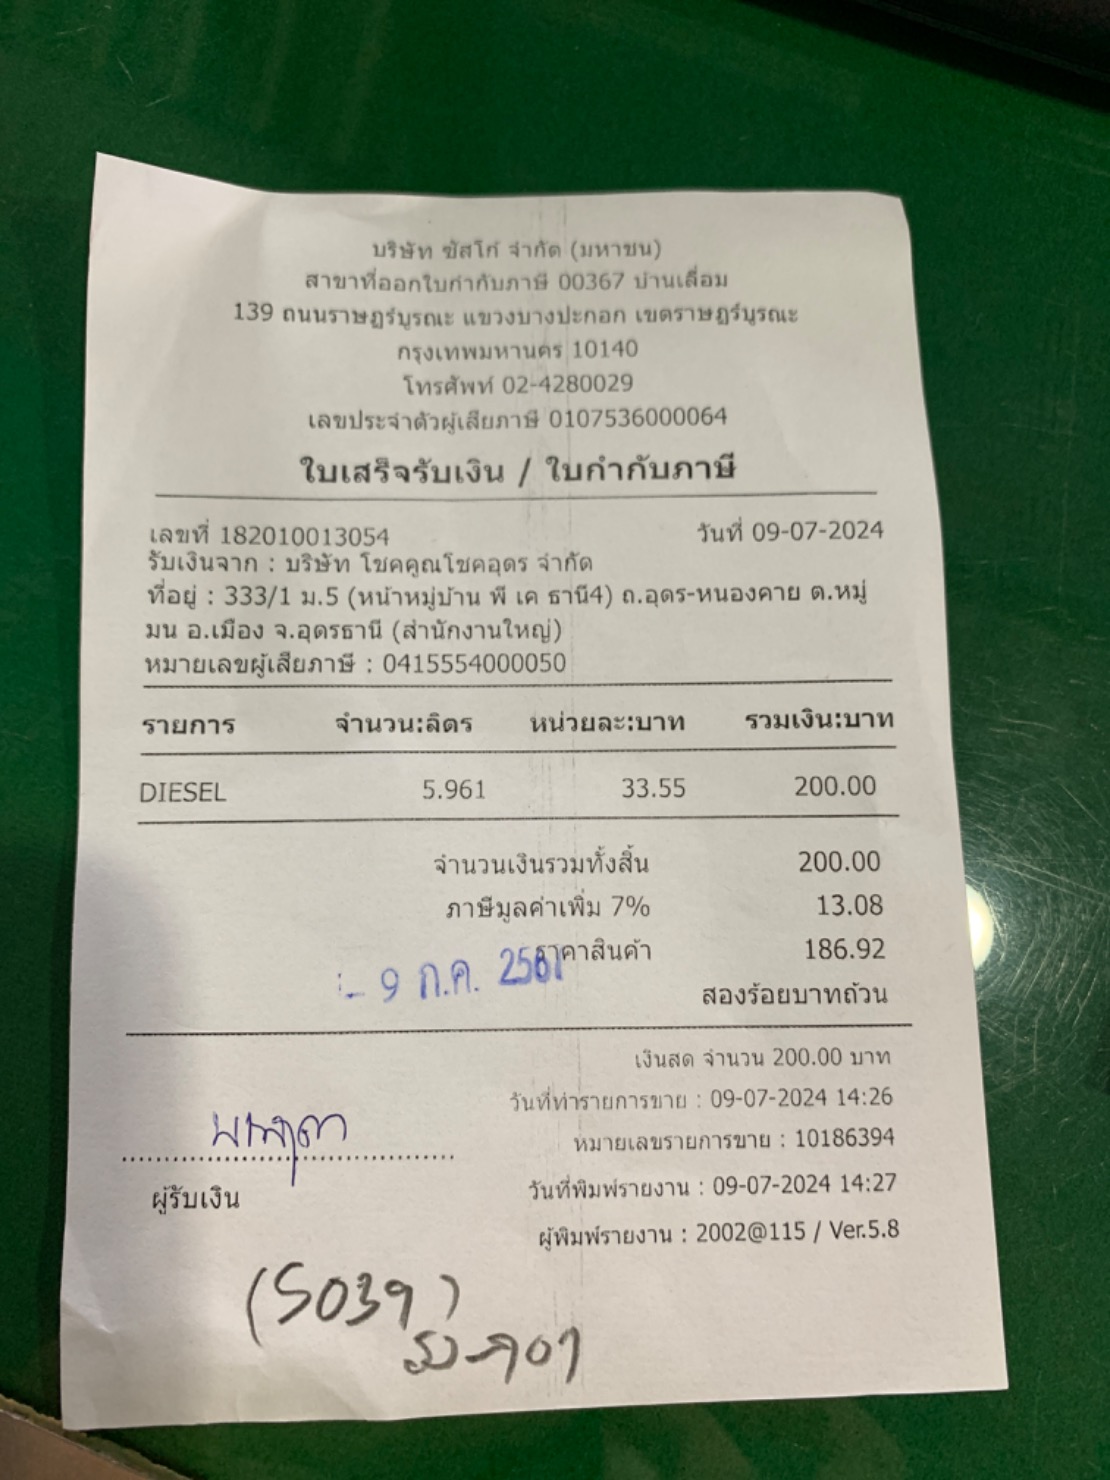 บริษัท ซัสโก้ จำกัด (มหาชน)
สาขาที่ออกใบกำกับภาษี 00367 บ้านเลื่อม
139 ถนนราษฎร์บูรณะ แขวงบางปะกอก เขตราษฎร์บูรณะ
กรุงเทพมหานคร 10140
โทรศัพท์ 02-4280029
เลขประจำตัวผู้เสียภาษี 0107536000064
ใบเสร็จรับเงิน / ใบกำกับภาษี
เลขที่ 182010013054 วันที่ 09-07-2024
รับเงินจาก : บริษัท โชคคูณโชคอุดร จำกัด
ที่อยู่ : 333/1 ม.5 (หน้าหมู่บ้าน พี เค ธานี4) ถ.อุดร-หนองคาย ต.หมู่
มน อ.เมือง จ.อุดรธานี (สำนักงานใหญ่)
หมายเลขผู้เสียภาษี : 0415554000050
รายการ จำนวน:ลิตร หน่วยละ:บาท รวมเงิน:บาท
DIESEL 5.961 33.55 200.00
จำนวนเงินรวมทั้งสิ้น 200.00
ภาษีมูลค่าเพิ่ม 7% 13.08
ราคาสินค้า 186.92
- 9 ก.ค. 2567
สองร้อยบาทถ้วน
เงินสด จำนวน 200.00 บาท
วันที่ทำรายการขาย : 09-07-2024 14:26
หมายเลขรายการขาย : 10186394
วันที่พิมพ์รายงาน : 09-07-2024 14:27
ผู้รับเงิน
ผู้พิมพ์รายงาน : 2002@115 / Ver.5.8
(S039)